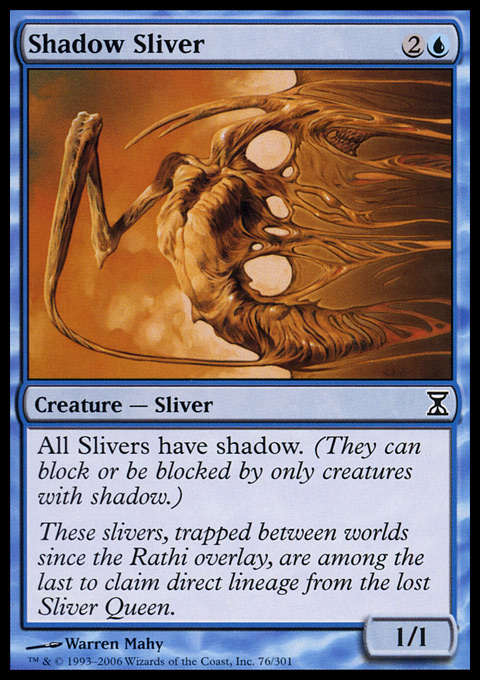 Shadow Sliver 2
Creature — Sliver
All Slivers have shadow. (They can
block or be blocked by only creatures
with shadow.)
These slivers, trapped between worlds
since the Rathi overlay, are among the
last to claim direct lineage from the lost
Sliver Queen.
Warren Mahy
1/1
™ & © 1993–2006 Wizards of the Coast, Inc. 76/301